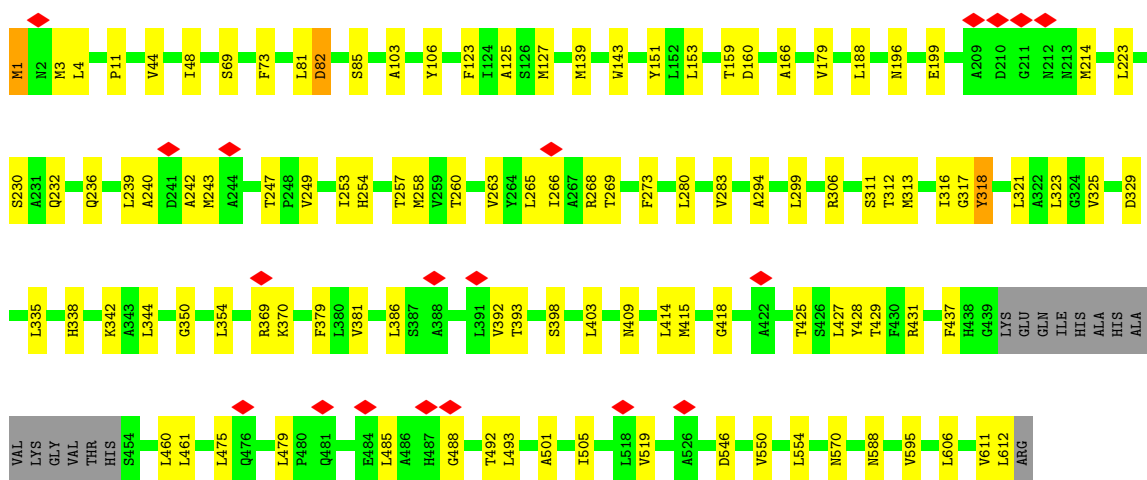 M1 N2 M3 L4 P11 V44 I48 S69 F73 L81 D82 S85 A103 Y106 F123 I124 A125 S126 M127 M139 W143 Y151 L152 L153 T159 D160 A166 V179 L188 N196 E199 A209 D210 G211 N212 N213 M214 L223
S230 A231 Q232 Q236 L239 A240 D241 A242 M243 A244 T247 P248 V249 I253 H254 T257 M258 V259 T260 V263 Y264 L265 I266 A267 R268 T269 F273 L280 V283 A294 L299 R306 S311 T312 M313 I316 G317 Y318 L321 A322 L323 G324 V325 D329
L335 H338 K342 A343 L344 G350 L354 R369 K370 F379 L380 V381 L386 S387 A388 L391 V392 T393 S398 L403 N409 L414 M415 G418 A422 T425 S426 L427 Y428 T429 F430 R431 F437 H438 G439 LYS GLU GLN ILE HIS ALA HIS ALA
VAL LYS GLY VAL THR HIS S454 L460 L461 L475 Q476 L479 P480 Q481 E484 L485 A486 H487 G488 T492 L493 A501 I505 L518 V519 A526 D546 V550 L554 N570 N588 V595 L606 V611 L612 ARG